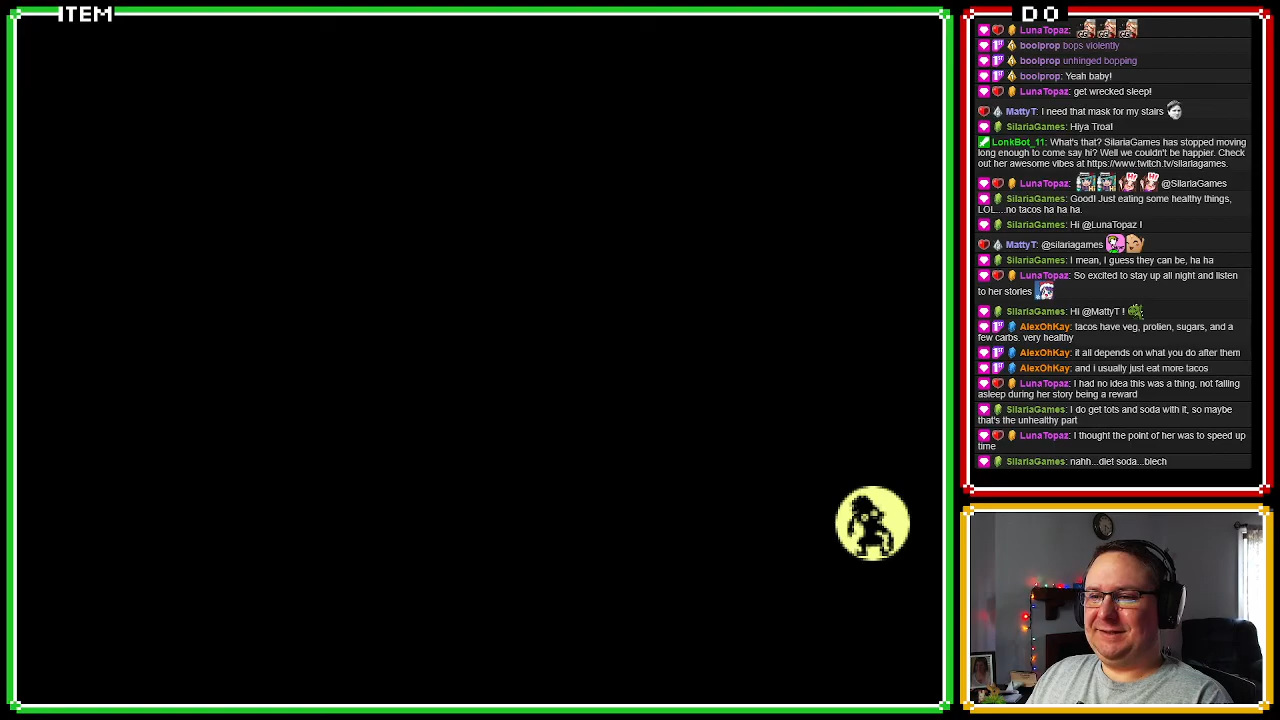 ITEM
DO
LunaTopaz:
boolprop bops violently
boolprop unhinged bopping
boolprop: Yeah baby!
LunaTopaz: get wrecked sleep!
MattyT: I need that mask for my stairs
SilariaGames: Hiya Troal
LonkBot_11: What's that? SilariaGames has stopped moving
long enough to come say hi? Well we couldn't be happier. Check
out her awesome vibes at https://www.twitch.tv/silariagames.
LunaTopaz: @SilariaGames
SilariaGames: Good! Just eating some healthy things,
LOL....no tacos ha ha ha.
SilariaGames: Hi @LunaTopaz !
MattyT: @silariagames
SilariaGames: I mean, I guess they can be, ha ha
LunaTopaz: So excited to stay up all night and listen
to her stories
SilariaGames: Hi @MattyT !
AlexOhKay: tacos have veg, prolien, sugars, and a
few carbs. very healthy
AlexOhKay: it all depends on what you do after them
AlexOhKay: and i usually just eat more tacos
LunaTopaz: I had no idea this was a thing, not falling
asleep during her story being a reward
SilariaGames: I do get tots and soda with it, so maybe
that's the unhealthy part
LunaTopaz: I thought the point of her was to speed up
time
SilariaGames: nahh...diet soda...blech